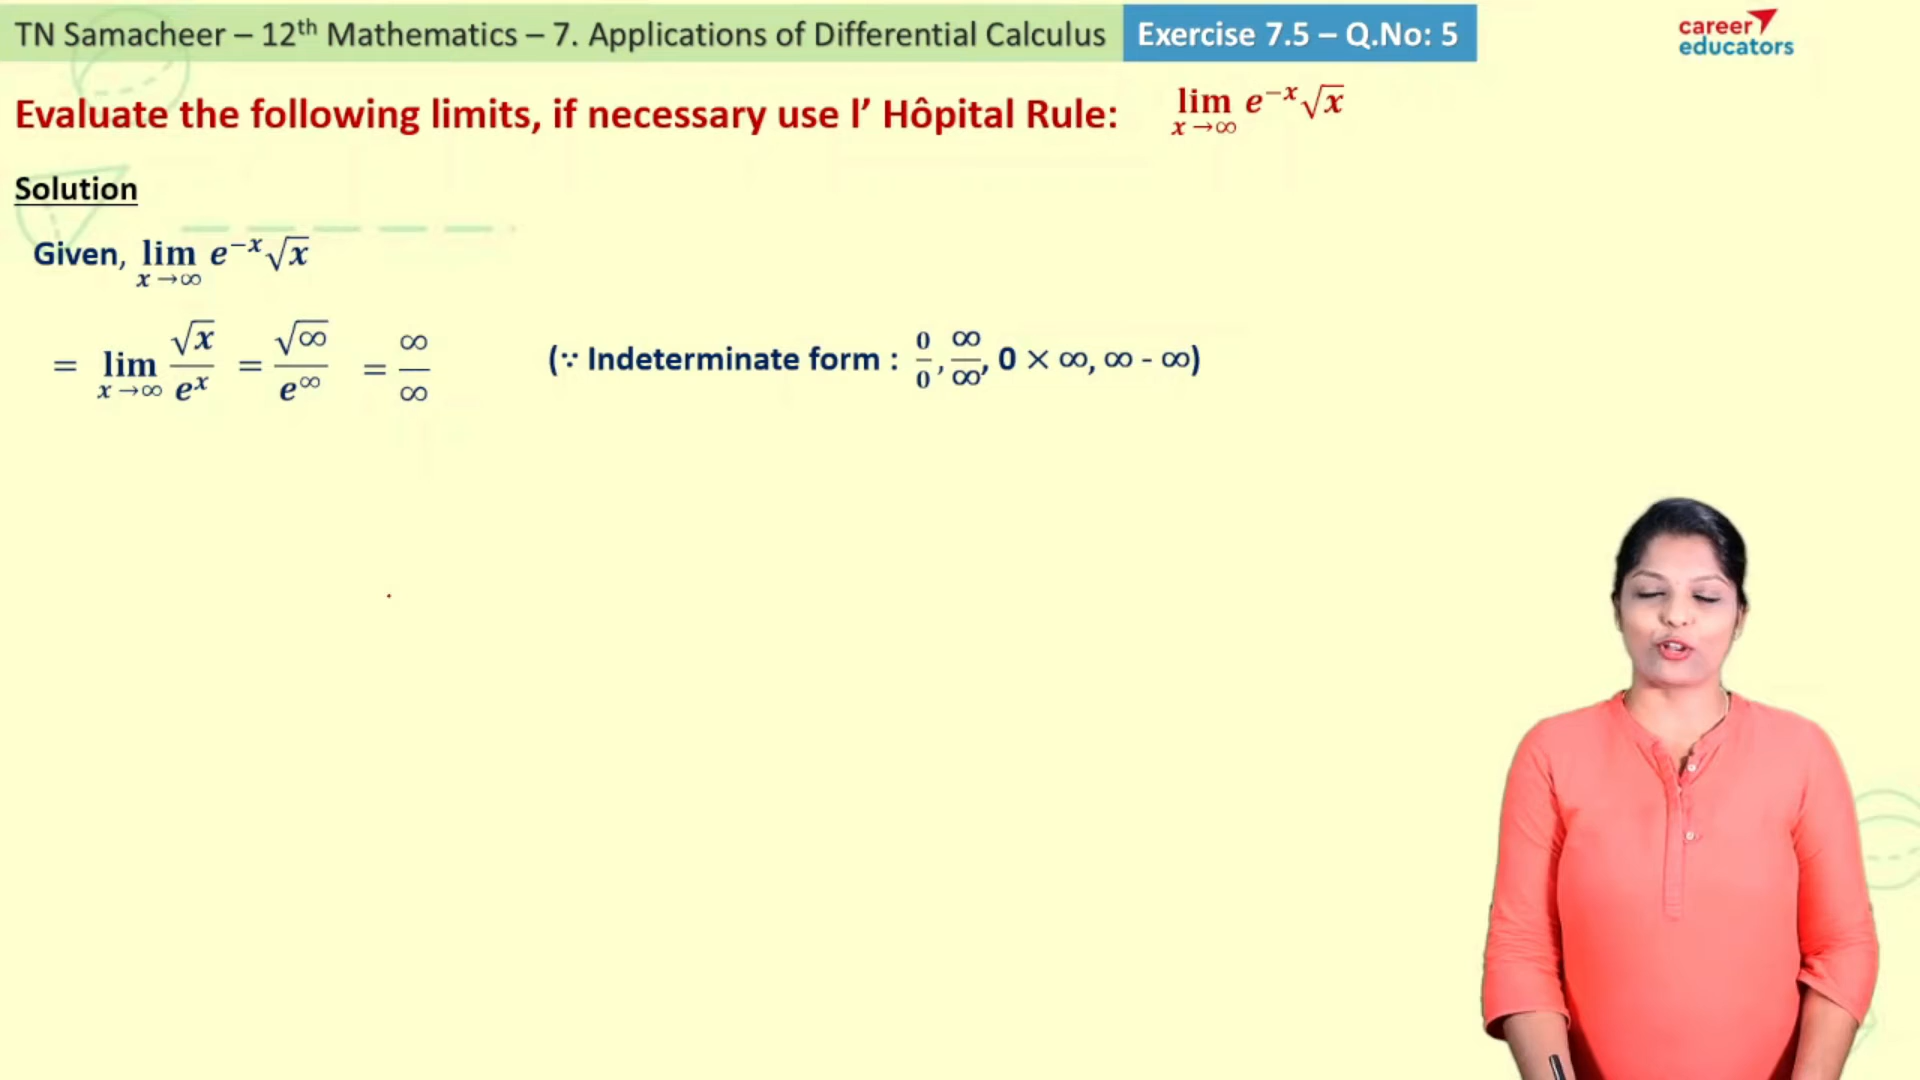 TN Samacheer – 12th Mathematics – 7. Applications of Differential Calculus Exercise 7.5 – Q.No: 5
career educators
Evaluate the following limits, if necessary use l’ Hôpital Rule: lim x→∞ e^−x √x
Solution
Given, lim x→∞ e^−x √x
= lim x→∞ √x/e^x = √∞/e^∞ = ∞/∞ (∵ Indeterminate form : 0/0, ∞/∞, 0 × ∞, ∞ - ∞)